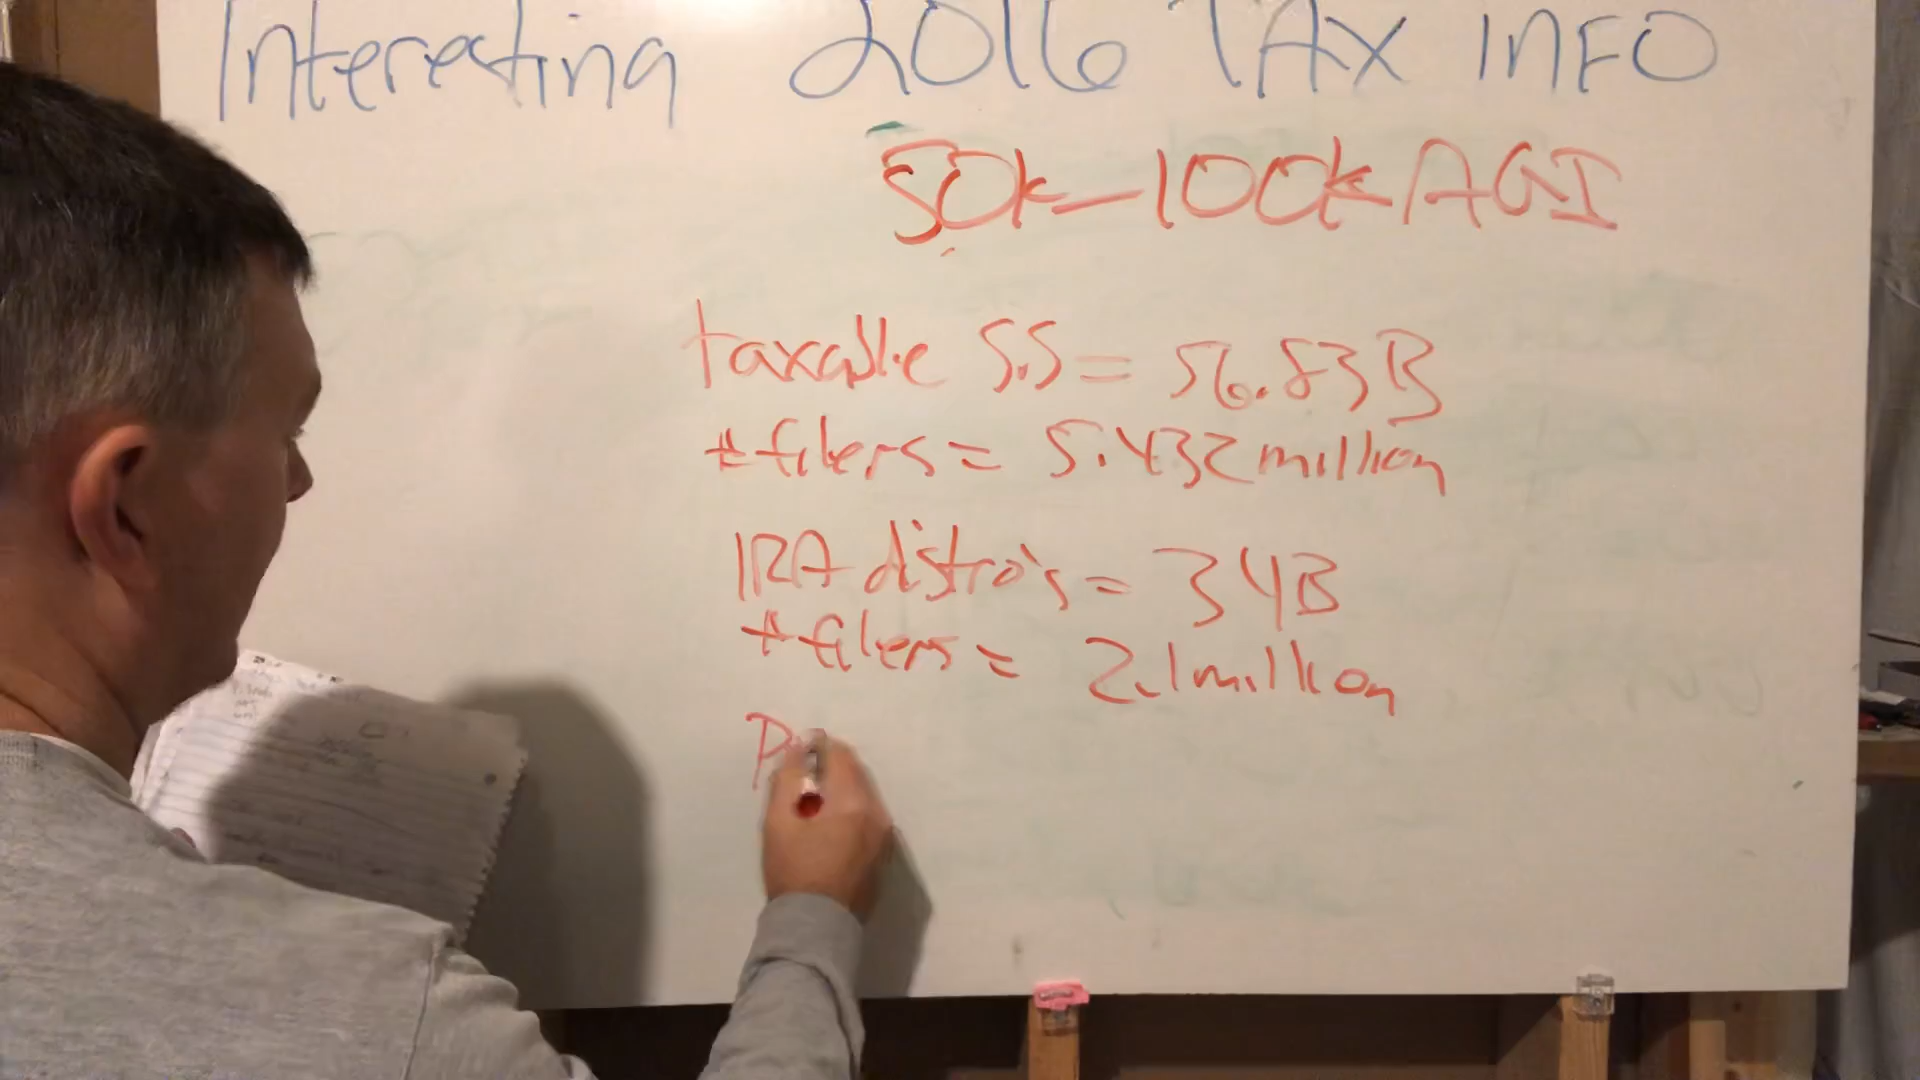 Interesting 2016 TAX INFO
50k-100k AGI
taxable S.S = 56.83B
# filers = 5.432 million
IRA distro's = 34B
# filers = 2.1 million
P